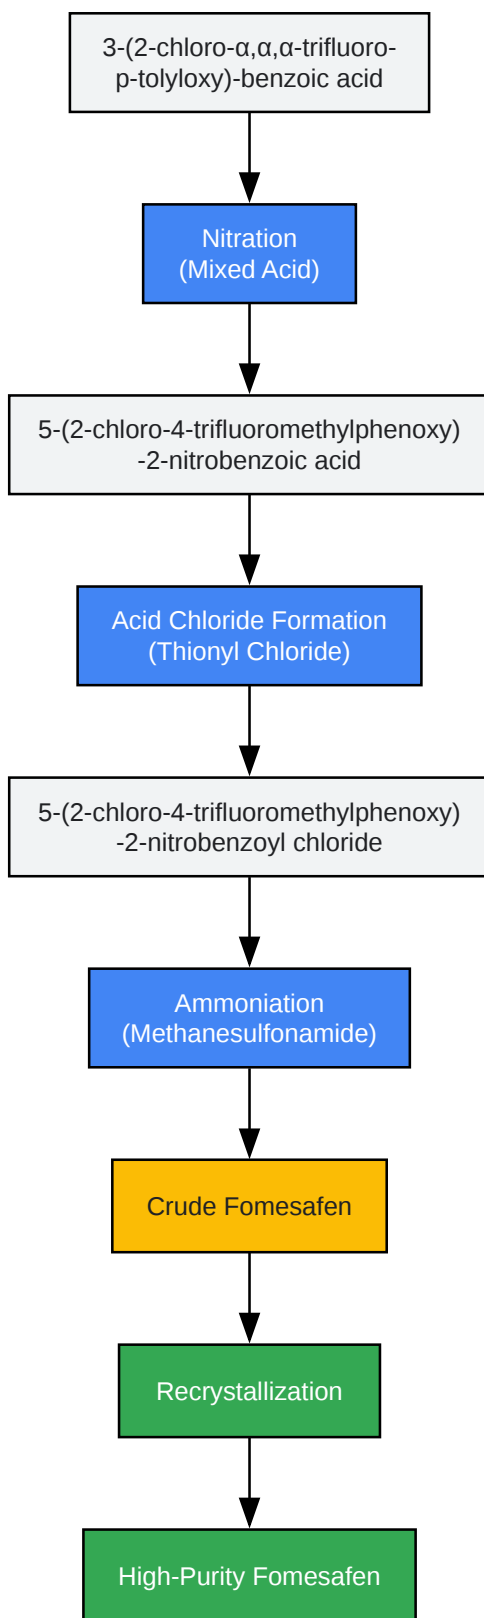 3-(2-chloro-α,α,α-trifluoro-
p-tolyloxy)-benzoic acid
Nitration
(Mixed Acid)
5-(2-chloro-4-trifluoromethylphenoxy)
-2-nitrobenzoic acid
Acid Chloride Formation
(Thionyl Chloride)
5-(2-chloro-4-trifluoromethylphenoxy)
-2-nitrobenzoyl chloride
Ammoniation
(Methanesulfonamide)
Crude Fomesafen
Recrystallization
High-Purity Fomesafen